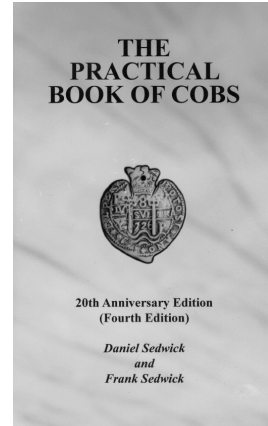 THE
PRACTICAL
BOOK OF COBS
20th Anniversary Edition
(Fourth Edition)
Daniel Sedwick
and
Frank Sedwick